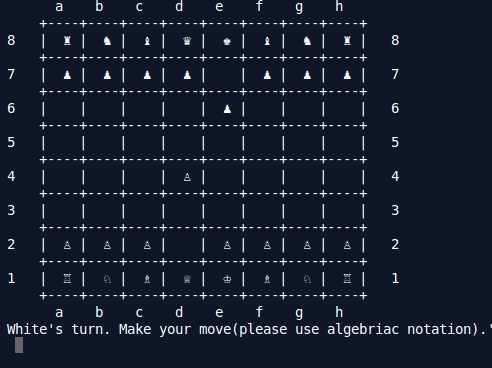 a b c d e f g h
+----+----+----+----+----+----+----+----+
8 | ♜ | ♞ | ♝ | ♛ | ♚ | ♝ | ♞ | ♜ | 8
+----+----+----+----+----+----+----+----+
7 | ♟ | ♟ | ♟ | ♟ | | ♟ | ♟ | ♟ | 7
+----+----+----+----+----+----+----+----+
6 | | | | | ♟ | | | | 6
+----+----+----+----+----+----+----+----+
5 | | | | | | | | | 5
+----+----+----+----+----+----+----+----+
4 | | | | ♙ | | | | | 4
+----+----+----+----+----+----+----+----+
3 | | | | | | | | | 3
+----+----+----+----+----+----+----+----+
2 | ♙ | ♙ | ♙ | | ♙ | ♙ | ♙ | ♙ | 2
+----+----+----+----+----+----+----+----+
1 | ♖ | ♘ | ♗ | ♕ | ♔ | ♗ | ♘ | ♖ | 1
+----+----+----+----+----+----+----+----+
a b c d e f g h
White's turn. Make your move(please use algebriac notation).'